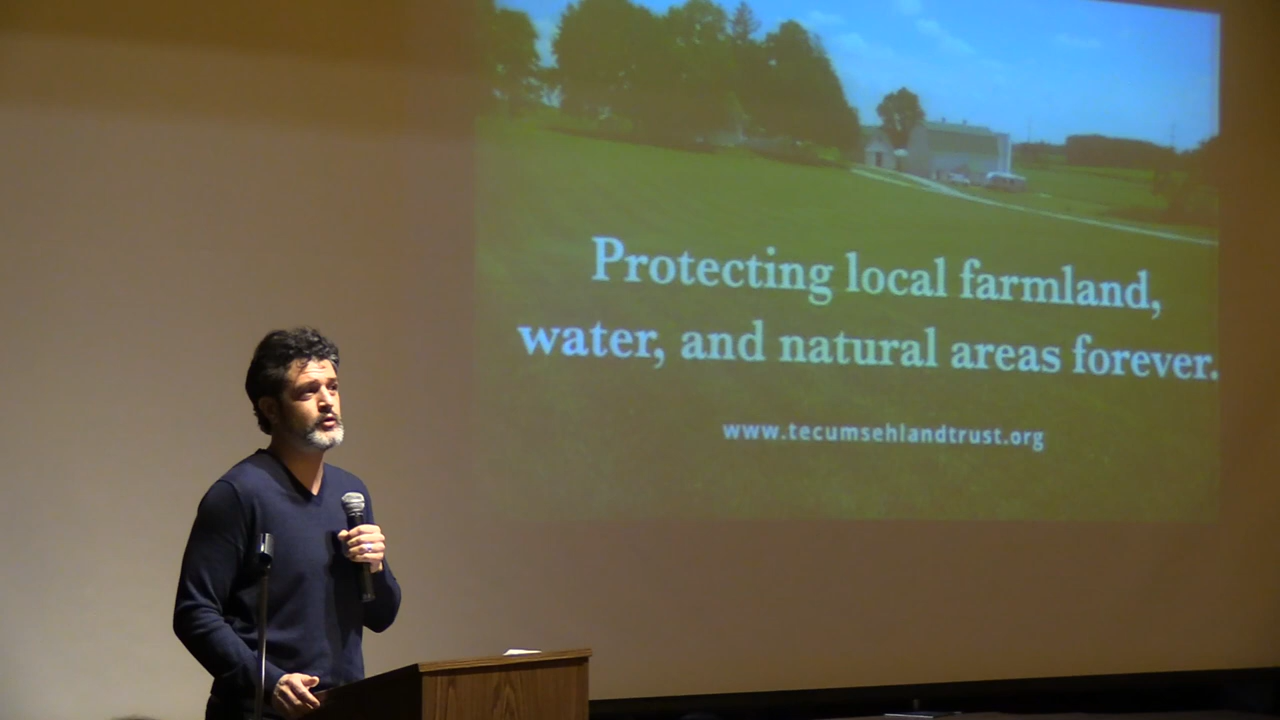 Protecting local farmland,
water, and natural areas forever.
www.tecumsehlandtrust.org